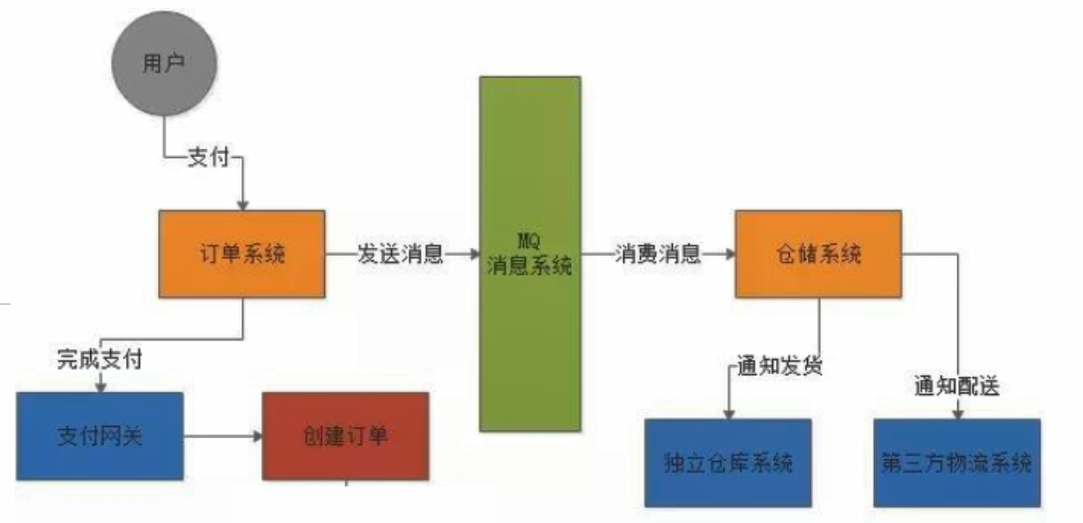 用户
支付
订单系统
发送消息
MQ
消息系统
消费消息
仓储系统
完成支付
通知发货
通知配送
支付网关
创建订单
独立仓库系统
第三方物流系统